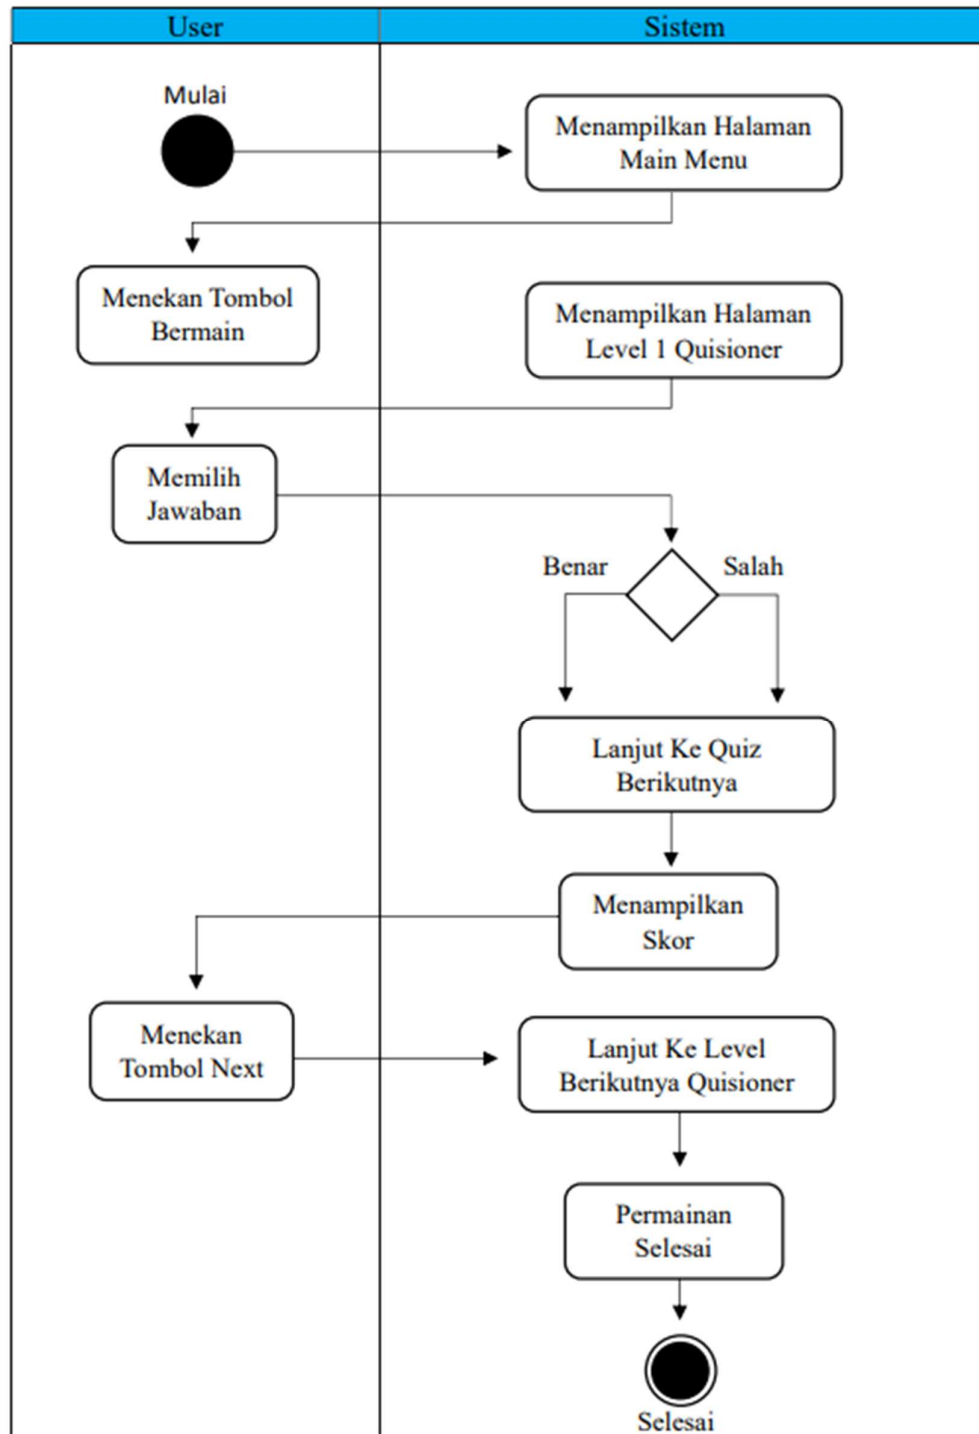 User
Sistem
Mulai
Menampilkan Halaman
Main Menu
Menekan Tombol
Bermain
Menampilkan Halaman
Level 1 Quisioner
Memilih
Jawaban
Benar
Salah
Lanjut Ke Quiz
Berikutnya
Menampilkan
Skor
Menekan
Tombol Next
Lanjut Ke Level
Berikutnya Quisioner
Permainan
Selesai
Selesai